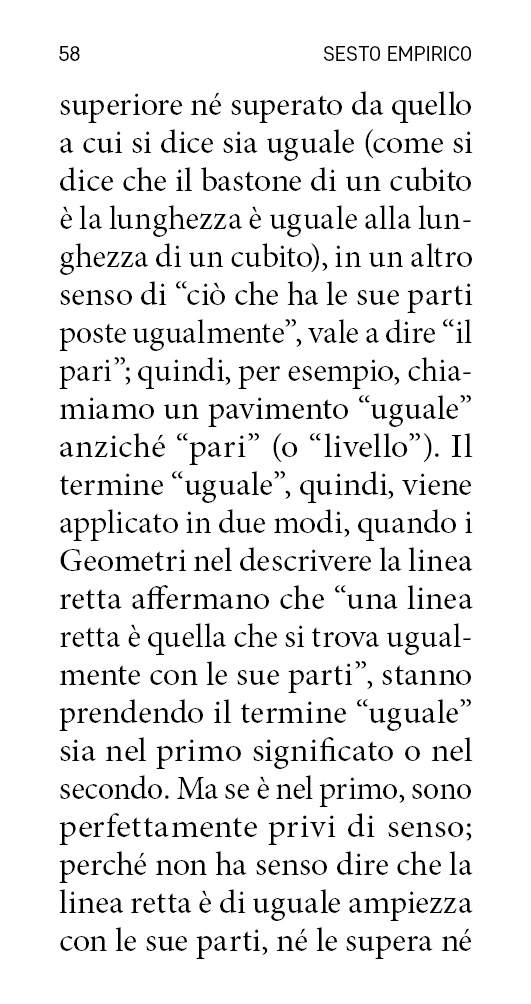 58 SESTO EMPIRICO
superiore né superato da quello
a cui si dice sia uguale (come si
dice che il bastone di un cubito
è la lunghezza è uguale alla lun-
ghezza di un cubito), in un altro
senso di “ciò che ha le sue parti
poste ugualmente”, vale a dire “il
pari”; quindi, per esempio, chia-
miamo un pavimento “uguale”
anziché “pari” (o “livello”). Il
termine “uguale”, quindi, viene
applicato in due modi, quando i
Geometri nel descrivere la linea
retta affermano che “una linea
retta è quella che si trova ugual-
mente con le sue parti”, stanno
prendendo il termine “uguale”
sia nel primo significato o nel
secondo. Ma se è nel primo, sono
perfettamente privi di senso;
perché non ha senso dire che la
linea retta è di uguale ampiezza
con le sue parti, né le supera né